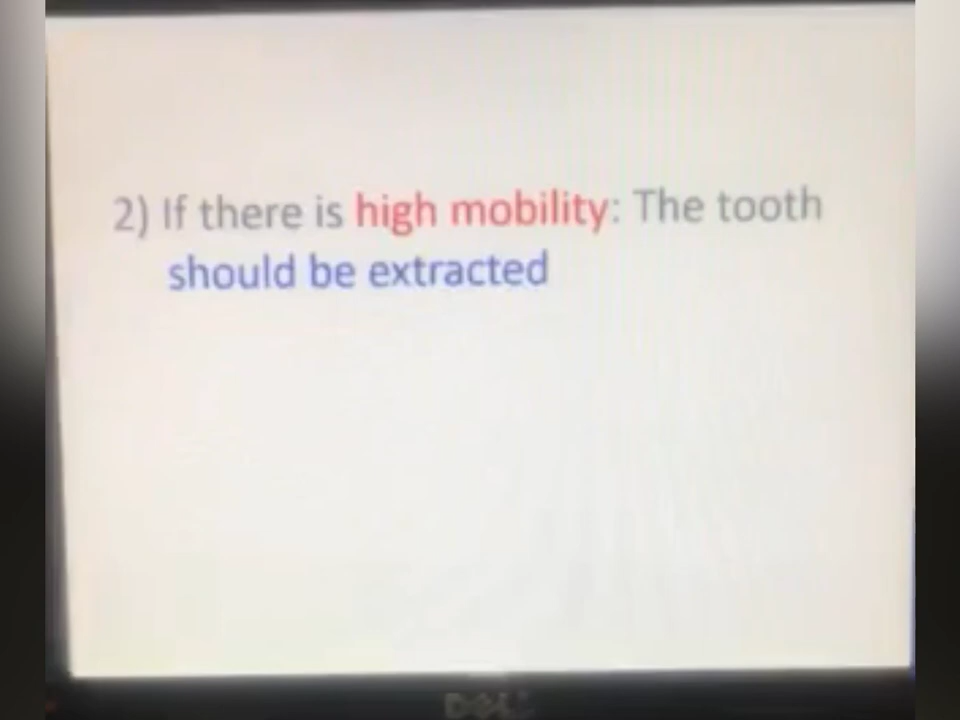 2) If there is high mobility: The tooth
should be extracted
DELL